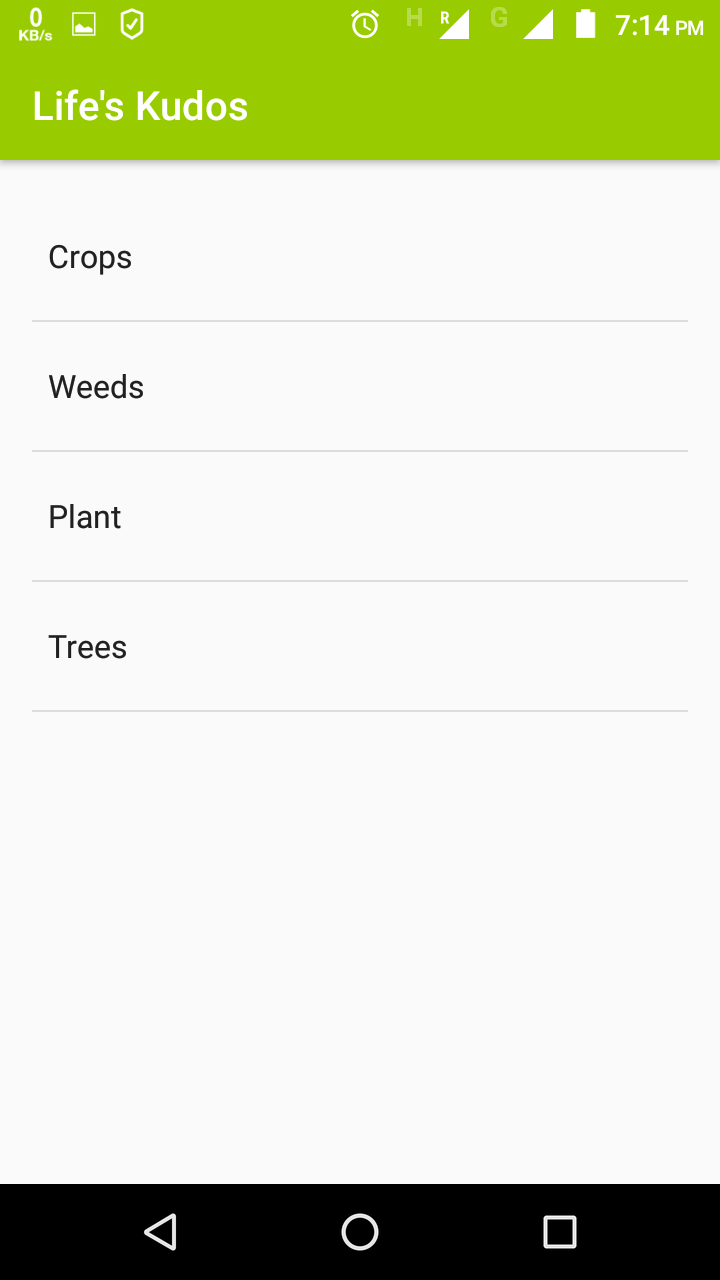 0 KB/s H R G 7:14 PM
Life's Kudos
Crops
Weeds
Plant
Trees